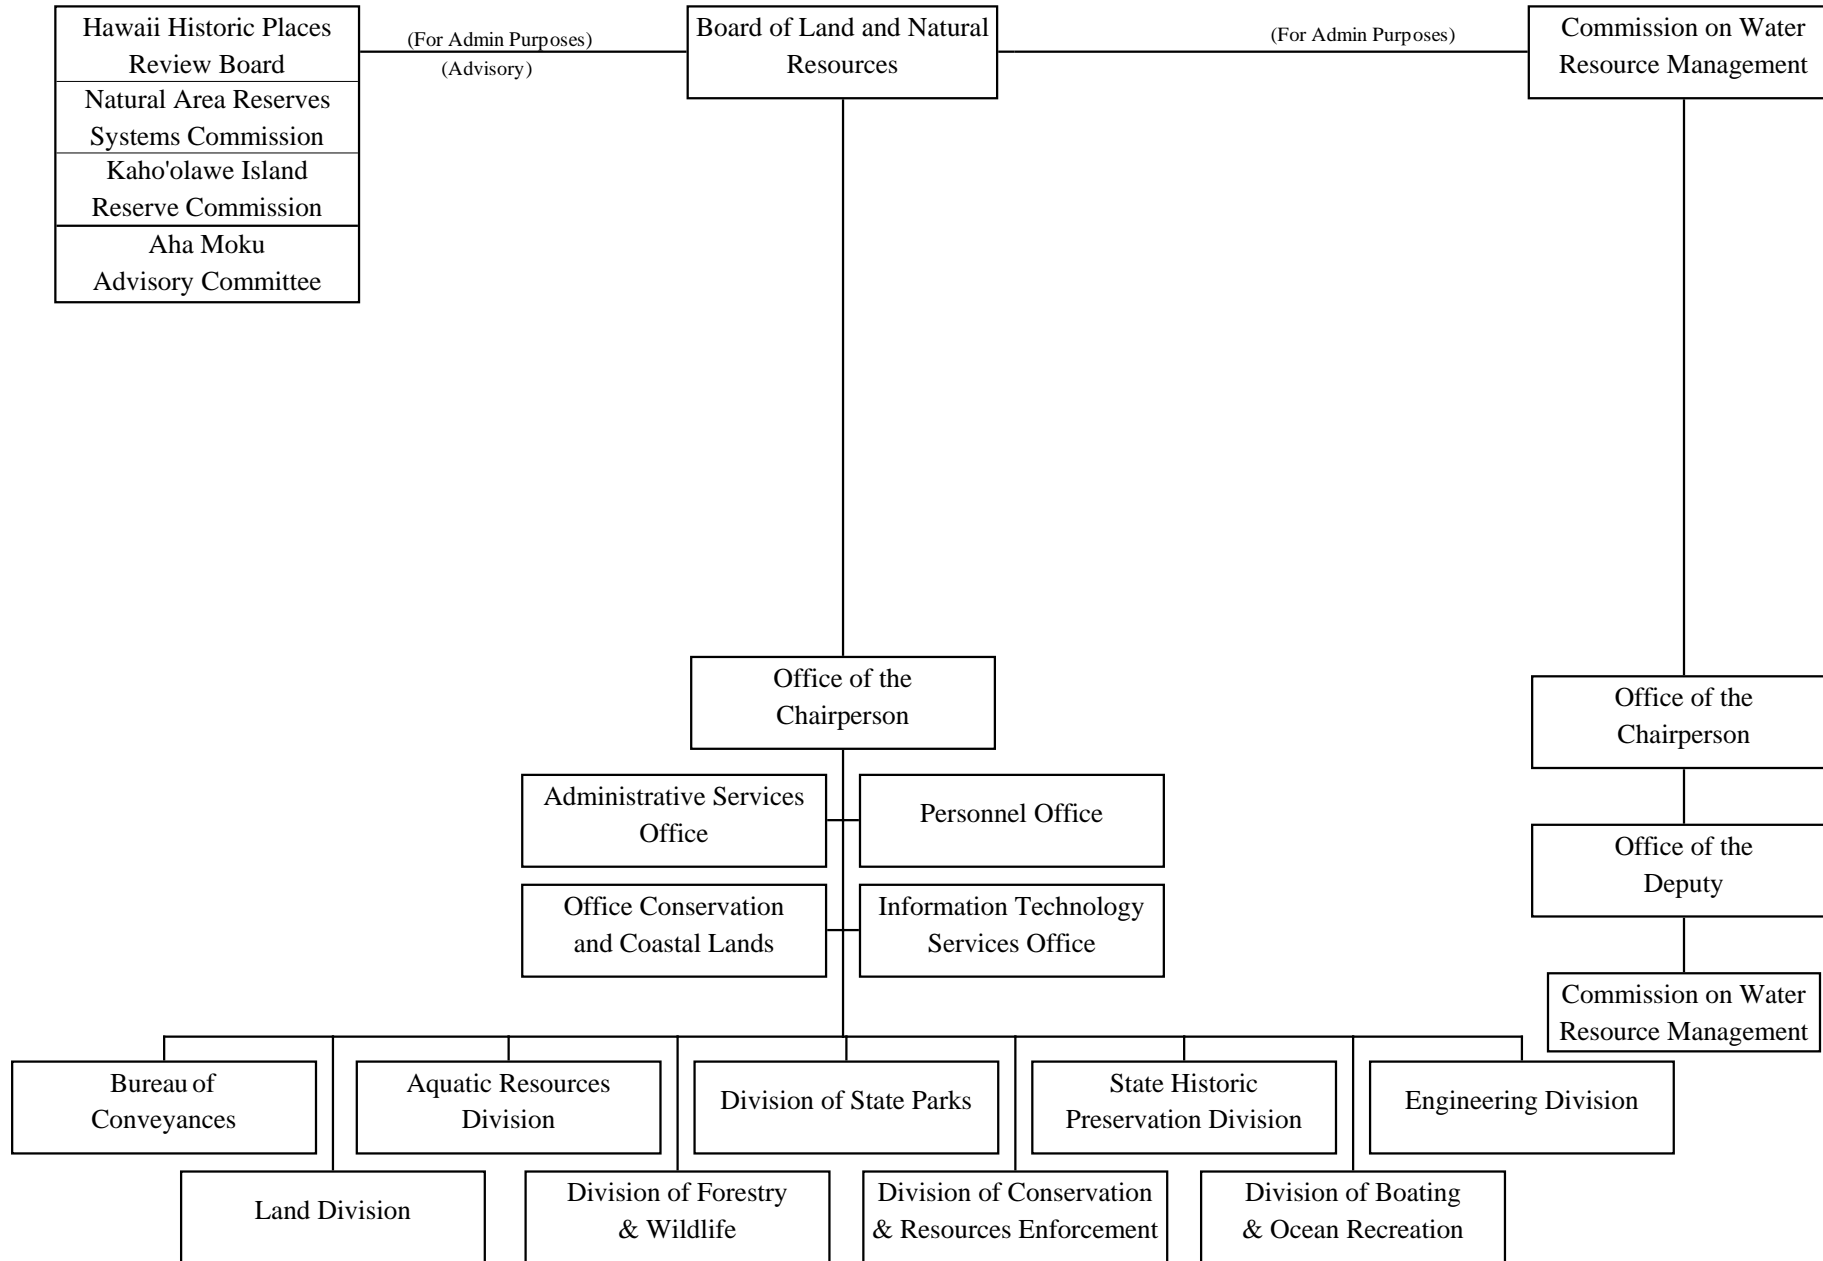 Hawaii Historic Places
Review Board
Natural Area Reserves
Systems Commission
Kaho'olawe Island
Reserve Commission
Aha Moku
Advisory Committee
(For Admin Purposes)
(Advisory)
Board of Land and Natural
Resources
(For Admin Purposes)
Commission on Water
Resource Management
Office of the
Chairperson
Administrative Services
Office
Personnel Office
Office Conservation
and Coastal Lands
Information Technology
Services Office
Office of the
Chairperson
Office of the
Deputy
Commission on Water
Resource Management
Bureau of
Conveyances
Aquatic Resources
Division
Division of State Parks
State Historic
Preservation Division
Engineering Division
Land Division
Division of Forestry
& Wildlife
Division of Conservation
& Resources Enforcement
Division of Boating
& Ocean Recreation